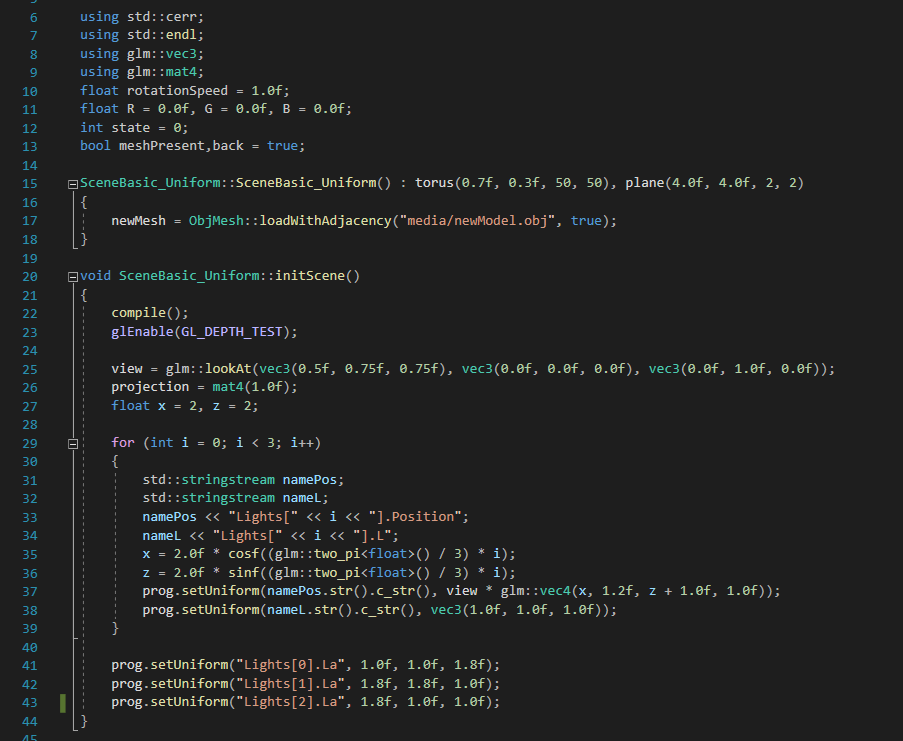 6 using std::cerr;
7 using std::endl;
8 using glm::vec3;
9 using glm::mat4;
10 float rotationSpeed = 1.0f;
11 float R = 0.0f, G = 0.0f, B = 0.0f;
12 int state = 0;
13 bool meshPresent,back = true;
14
15 SceneBasic_Uniform::SceneBasic_Uniform() : torus(0.7f, 0.3f, 50, 50), plane(4.0f, 4.0f, 2, 2)
16 {
17 newMesh = ObjMesh::loadWithAdjacency("media/newModel.obj", true);
18 }
19
20 void SceneBasic_Uniform::initScene()
21 {
22 compile();
23 glEnable(GL_DEPTH_TEST);
24
25 view = glm::lookAt(vec3(0.5f, 0.75f, 0.75f), vec3(0.0f, 0.0f, 0.0f), vec3(0.0f, 1.0f, 0.0f));
26 projection = mat4(1.0f);
27 float x = 2, z = 2;
28
29 for (int i = 0; i < 3; i++)
30 {
31 std::stringstream namePos;
32 std::stringstream nameL;
33 namePos << "Lights[" << i << "].Position";
34 nameL << "Lights[" << i << "].L";
35 x = 2.0f * cosf((glm::two_pi<float>() / 3) * i);
36 z = 2.0f * sinf((glm::two_pi<float>() / 3) * i);
37 prog.setUniform(namePos.str().c_str(), view * glm::vec4(x, 1.2f, z + 1.0f, 1.0f));
38 prog.setUniform(nameL.str().c_str(), vec3(1.0f, 1.0f, 1.0f));
39 }
40
41 prog.setUniform("Lights[0].La", 1.0f, 1.0f, 1.8f);
42 prog.setUniform("Lights[1].La", 1.8f, 1.8f, 1.0f);
43 prog.setUniform("Lights[2].La", 1.8f, 1.0f, 1.0f);
44 }
45